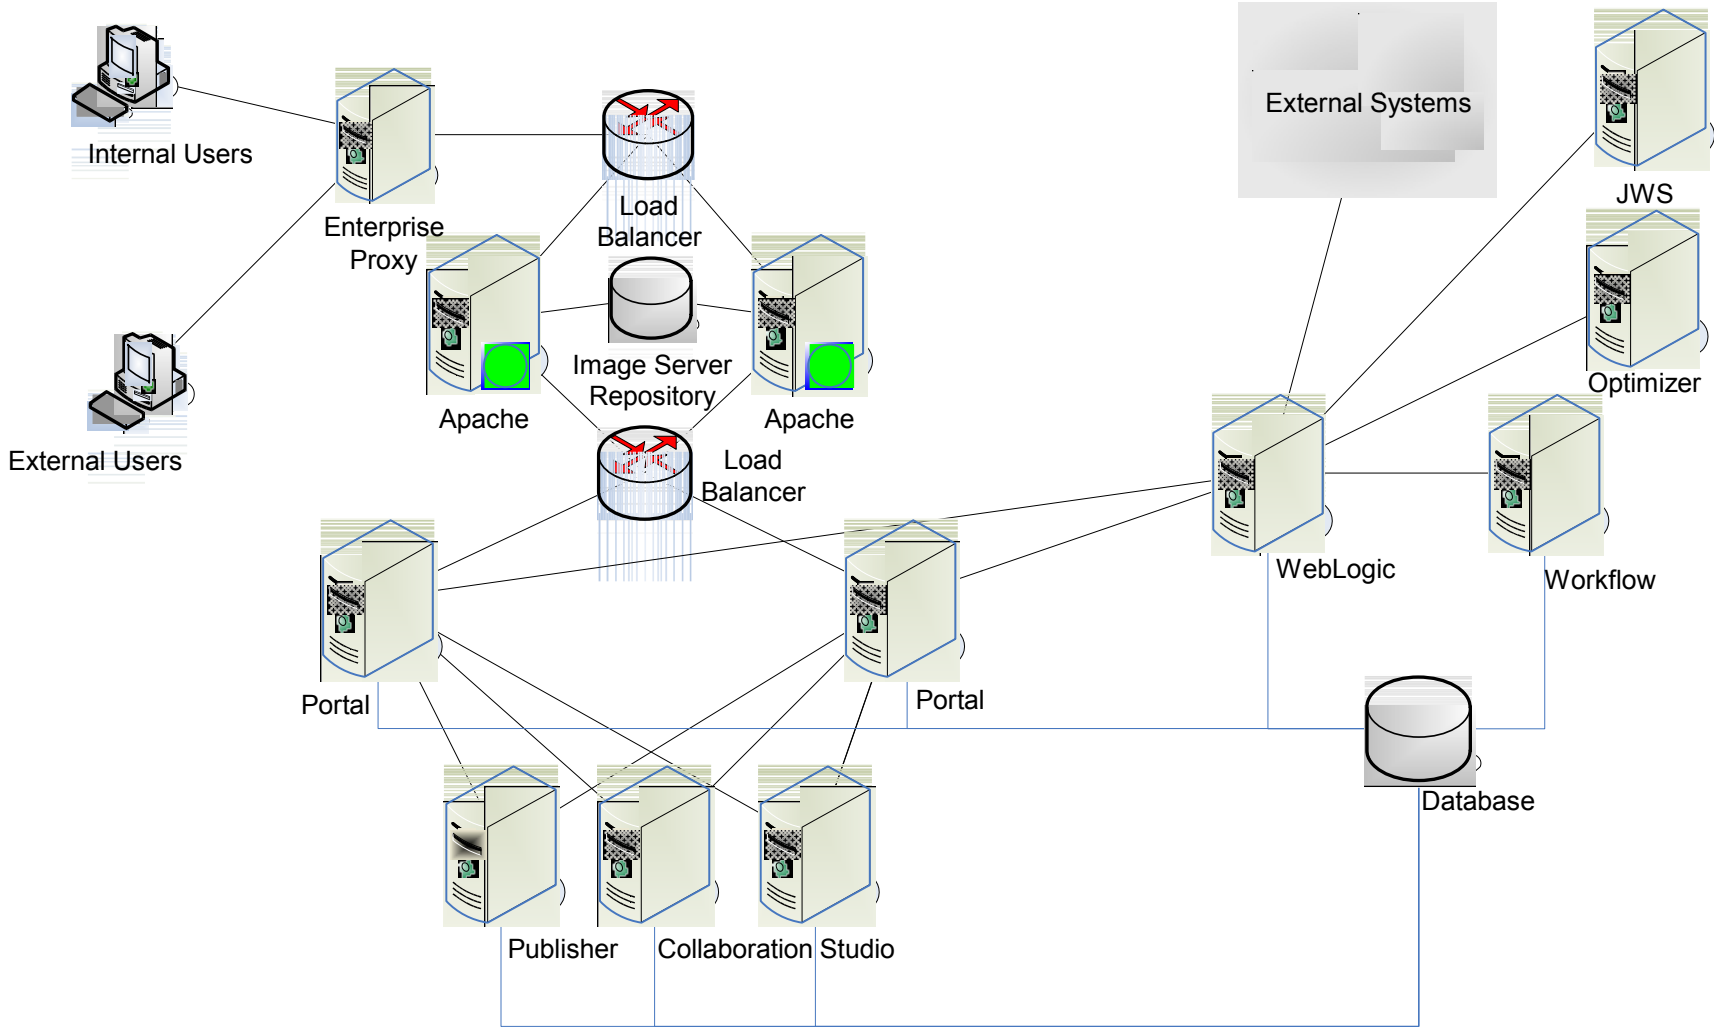 External Systems
Internal Users
JWS
Load
Balancer
Enterprise
Proxy
Image Server
Repository
Optimizer
Apache
Apache
External Users
Load
Balancer
WebLogic
Workflow
Portal
Portal
Database
Publisher
Collaboration
Studio